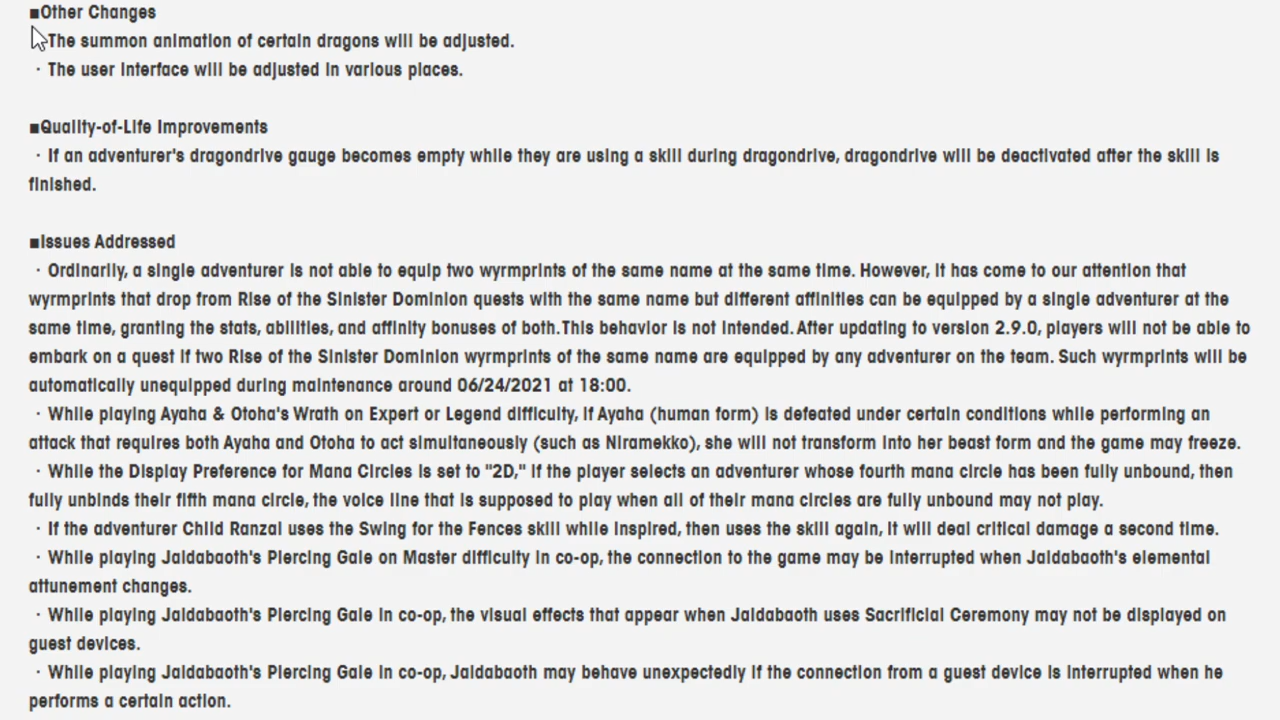 ■Other Changes
The summon animation of certain dragons will be adjusted.
· The user interface will be adjusted in various places.
■Quality-of-Life Improvements
· If an adventurer's dragondrive gauge becomes empty while they are using a skill during dragondrive, dragondrive will be deactivated after the skill is
finished.
■Issues Addressed
· Ordinarily, a single adventurer is not able to equip two wyrmprints of the same name at the same time. However, it has come to our attention that
wyrmprints that drop from Rise of the Sinister Dominion quests with the same name but different affinities can be equipped by a single adventurer at the
same time, granting the stats, abilities, and affinity bonuses of both.This behavior is not intended. After updating to version 2.9.0, players will not be able to
embark on a quest if two Rise of the Sinister Dominion wyrmprints of the same name are equipped by any adventurer on the team. Such wyrmprints will be
automatically unequipped during maintenance around 06/24/2021 at 18:00.
· While playing Ayaha & Otoha's Wrath on Expert or Legend difficulty, if Ayaha (human form) is defeated under certain conditions while performing an
attack that requires both Ayaha and Otoha to act simultaneously (such as Niramekko), she will not transform into her beast form and the game may freeze.
· While the Display Preference for Mana Circles is set to "2D," if the player selects an adventurer whose fourth mana circle has been fully unbound, then
fully unbinds their fifth mana circle, the voice line that is supposed to play when all of their mana circles are fully unbound may not play.
· If the adventurer Child Ranzal uses the Swing for the Fences skill while inspired, then uses the skill again, it will deal critical damage a second time.
· While playing Jaldabaoth's Piercing Gale on Master difficulty in co-op, the connection to the game may be interrupted when Jaldabaoth's elemental
attunement changes.
· While playing Jaldabaoth's Piercing Gale in co-op, the visual effects that appear when Jaldabaoth uses Sacrificial Ceremony may not be displayed on
guest devices.
· While playing Jaldabaoth's Piercing Gale in co-op, Jaldabaoth may behave unexpectedly if the connection from a guest device is interrupted when he
performs a certain action.